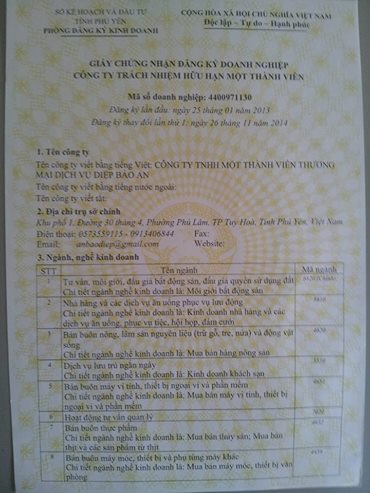 SỞ KẾ HOẠCH VÀ ĐẦU TƯ
TỈNH PHÚ YÊN
PHÒNG ĐĂNG KÝ KINH DOANH
CỘNG HÒA XÃ HỘI CHỦ NGHĨA VIỆT NAM
Độc lập - Tự do - Hạnh phúc
GIẤY CHỨNG NHẬN ĐĂNG KÝ DOANH NGHIỆP
CÔNG TY TRÁCH NHIỆM HỮU HẠN MỘT THÀNH VIÊN
Mã số doanh nghiệp: 4400971130
Đăng ký lần đầu: ngày 25 tháng 01 năm 2013
Đăng ký thay đổi lần thứ 1: ngày 26 tháng 11 năm 2014
1. Tên công ty
Tên công ty viết bằng tiếng Việt: CÔNG TY TNHH MỘT THÀNH VIÊN THƯƠNG
MẠI DỊCH VỤ DIỆP BẢO AN
Tên công ty viết bằng tiếng nước ngoài:
Tên công ty viết tắt:
2. Địa chỉ trụ sở chính
Khu phố 1, Đường 30 tháng 4, Phường Phú Lâm, TP Tuy Hoà, Tỉnh Phú Yên, Việt Nam
Điện thoại: 0573559115 - 0913406844 Fax:
Email: anbaodiep@gmail.com Website:
3. Ngành, nghề kinh doanh
STT Tên ngành Mã ngành
1 Tư vấn, môi giới, đấu giá bất động sản, đấu giá quyền sử dụng đất
Chi tiết ngành nghề kinh doanh là: Môi giới bất động sản
2 Nhà hàng và các dịch vụ ăn uống phục vụ lưu động 5610
Chi tiết ngành nghề kinh doanh là: Kinh doanh nhà hàng và các
dịch vụ ăn uống, phục vụ tiệc, hội họp, đám cưới
3 Bán buôn nông, lâm sản nguyên liệu (trừ gỗ, tre, nứa) và động vật 4620
sống
Chi tiết ngành nghề kinh doanh là: Mua bán hàng nông sản
4 Dịch vụ lưu trú ngắn ngày 5510
Chi tiết ngành nghề kinh doanh là: Kinh doanh khách sạn
5 Bán buôn máy vi tính, thiết bị ngoại vi và phần mềm 4651
Chi tiết ngành nghề kinh doanh là: Mua bán máy vi tính, thiết bị
ngoại vi và phần mềm
6 Hoạt động tư vấn quản lý 7020
7 Bán buôn thực phẩm 4632
Chi tiết ngành nghề kinh doanh là: Mua bán thủy sản; Mua bán
thịt và các sản phẩm từ thịt
8 Bán buôn máy móc, thiết bị và phụ tùng máy khác 4659
Chi tiết ngành nghề kinh doanh là: Mua bán máy móc, thiết bị văn
phòng